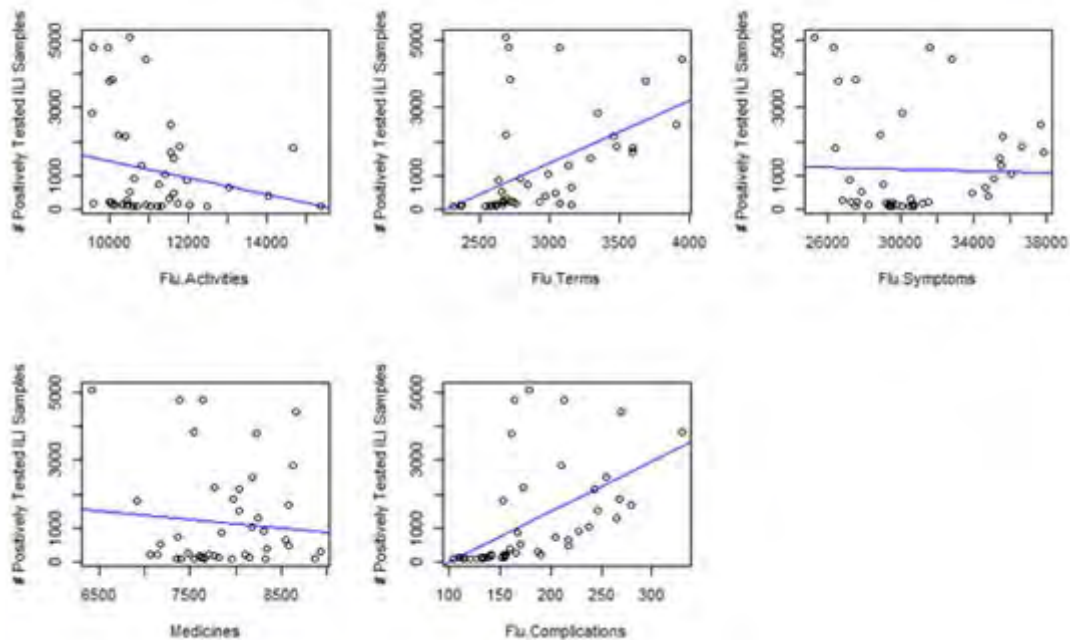 # Positively Tested ILI Samples
5000
3000
1000
0
10000 12000 14000
Flu.Activities
# Positively Tested ILI Samples
5000
3000
1000
0
2500 3000 3500 4000
Flu.Terms
# Positively Tested ILI Samples
5000
3000
1000
0
26000 30000 34000 38000
Flu.Symptoms
# Positively Tested ILI Samples
5000
3000
1000
0
6500 7500 8500
Medicines
# Positively Tested ILI Samples
5000
3000
1000
0
100 150 200 250 300
Flu.Complications